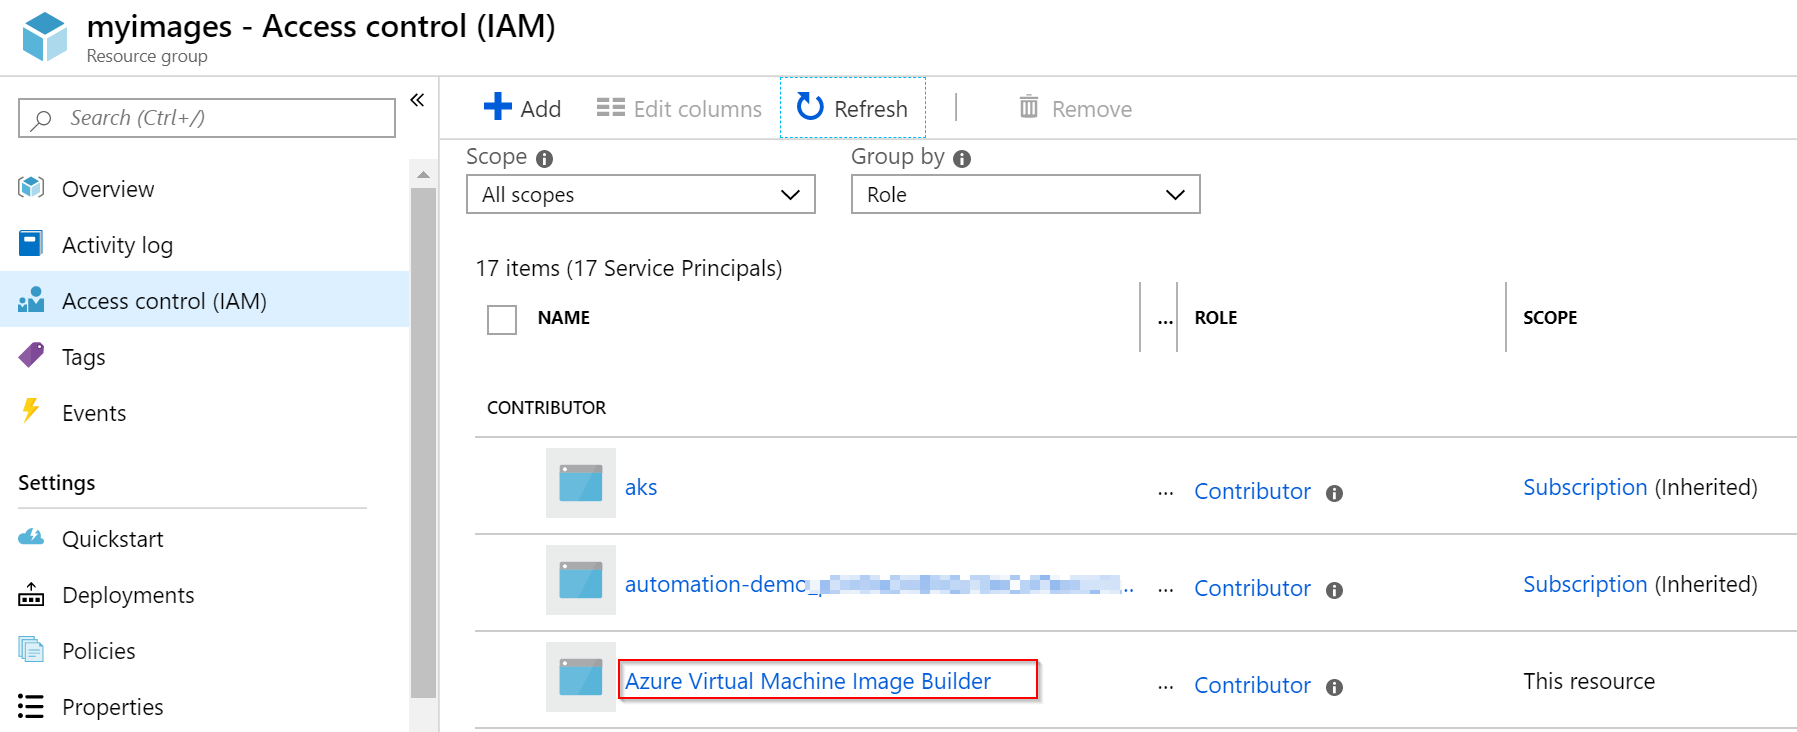 myimages - Access control (IAM)
Resource group
Search (Ctrl+/)
«
Overview
Activity log
Access control (IAM)
Tags
Events
Settings
Quickstart
Deployments
Policies
Properties
Add
Edit columns
Refresh
Remove
Scope
Group by
All scopes
Role
17 items (17 Service Principals)
NAME ... ROLE SCOPE
CONTRIBUTOR
aks ... Contributor Subscription (Inherited)
automation-demo_ .. ... Contributor Subscription (Inherited)
Azure Virtual Machine Image Builder ... Contributor This resource